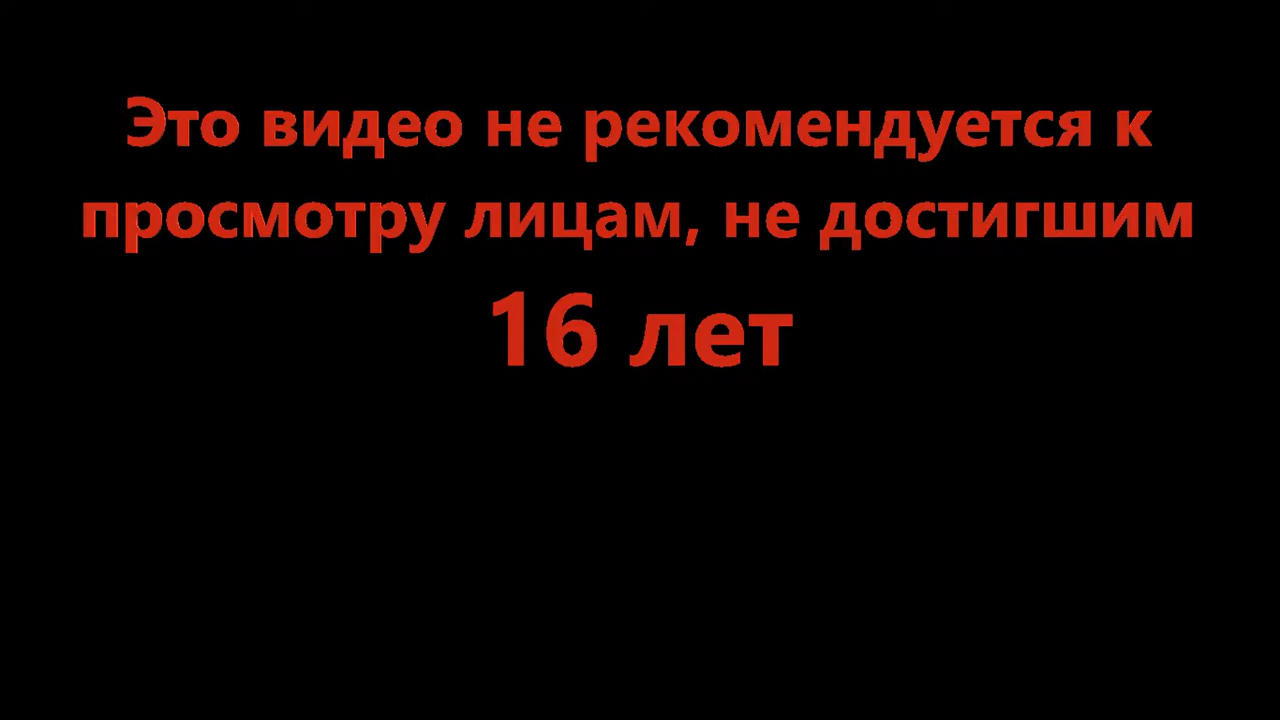 Это видео не рекомендуется к
просмотру лицам, не достигшим
16 лет